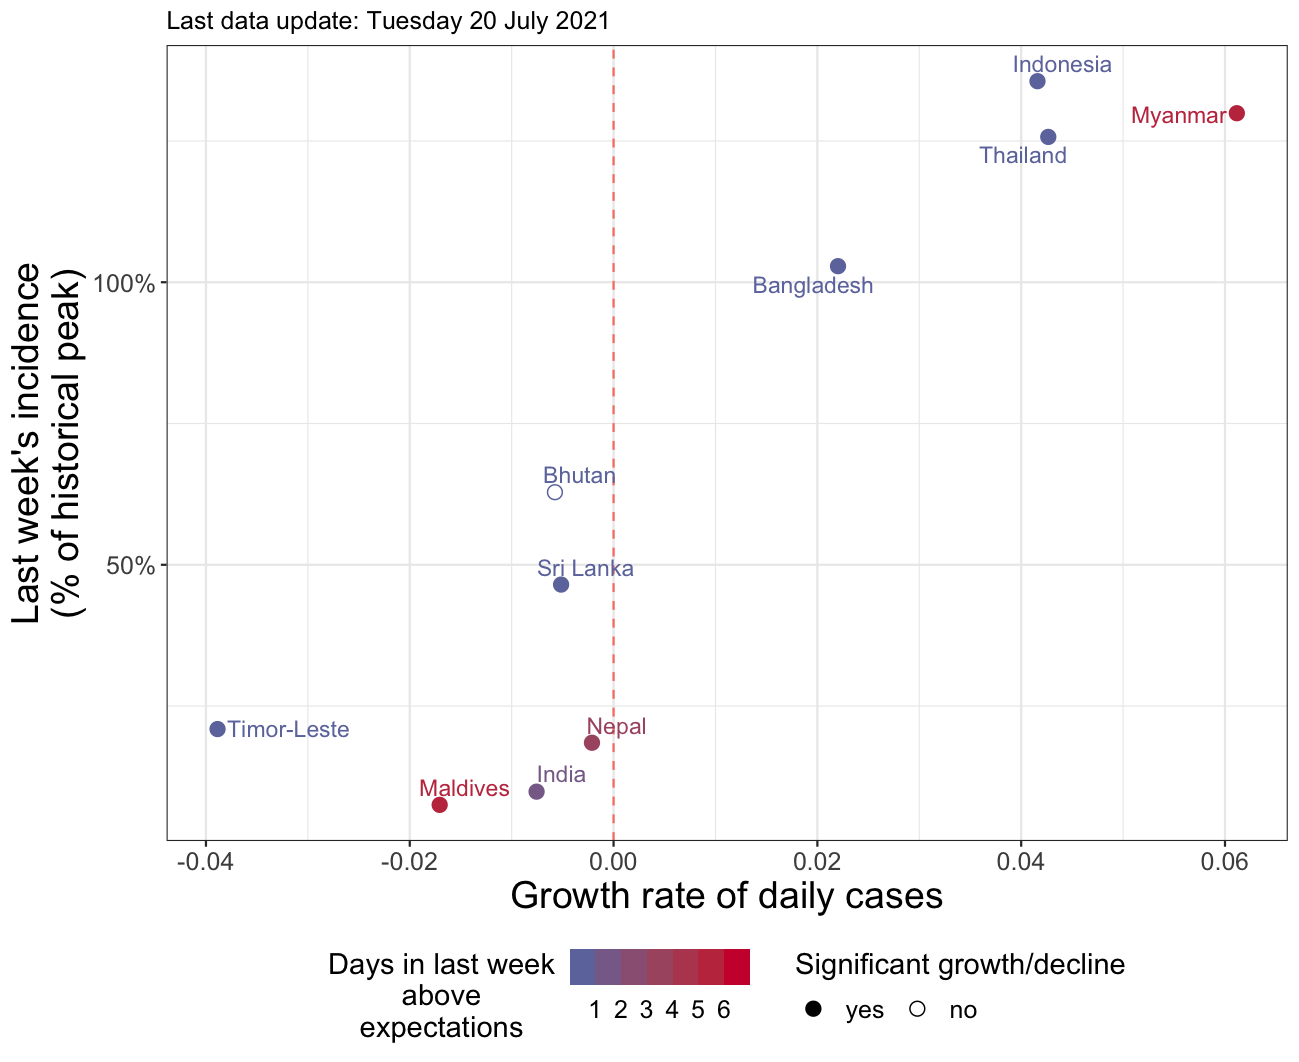 Last data update: Tuesday 20 July 2021
Last week's incidence
(% of historical peak)
100%
50%
Indonesia
Myanmar
Thailand
Bangladesh
Bhutan
Sri Lanka
Timor-Leste
Nepal
India
Maldives
-0.04 -0.02 0.00 0.02 0.04 0.06
Growth rate of daily cases
Days in last week
above
expectations
1 2 3 4 5 6
Significant growth/decline
yes no